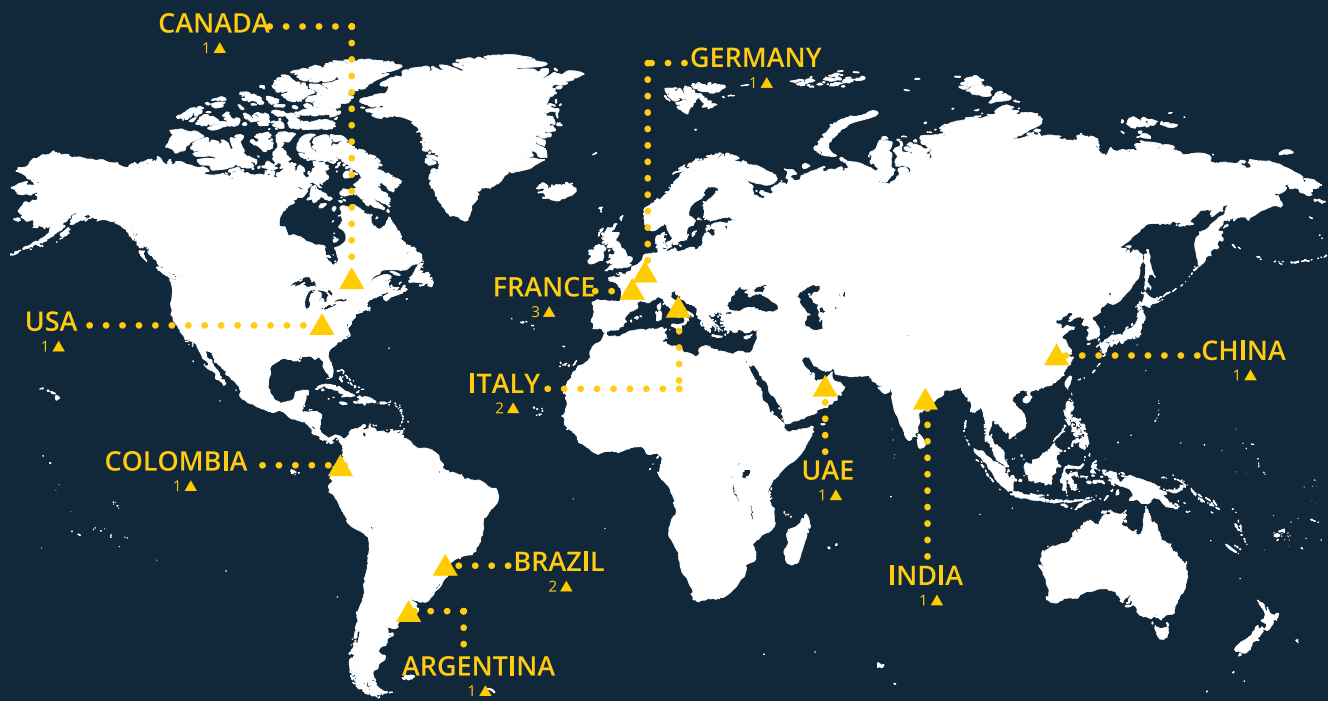 CANADA
1▲
GERMANY
1▲
FRANCE
3▲
USA
1▲
CHINA
1▲
ITALY
2▲
COLOMBIA
1▲
UAE
1▲
BRAZIL
2▲
INDIA
1▲
ARGENTINA
1▲